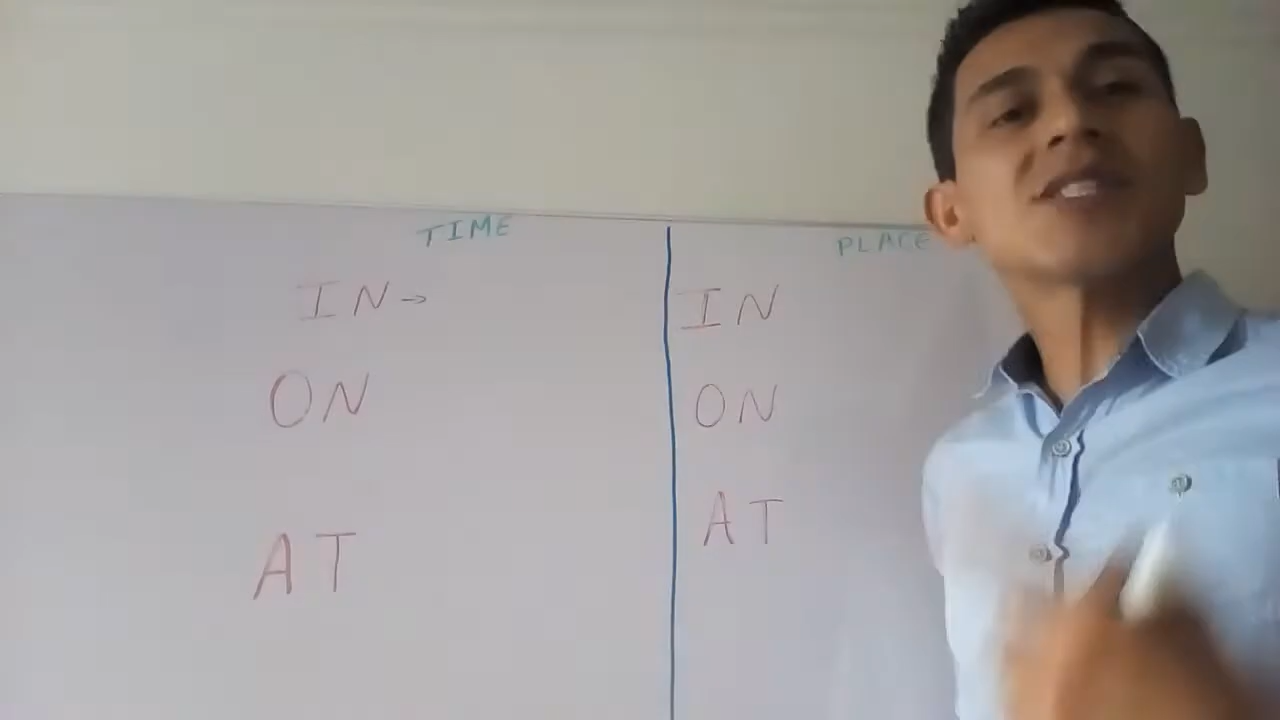 TIME
IN→
ON
AT
PLACE
IN
ON
AT